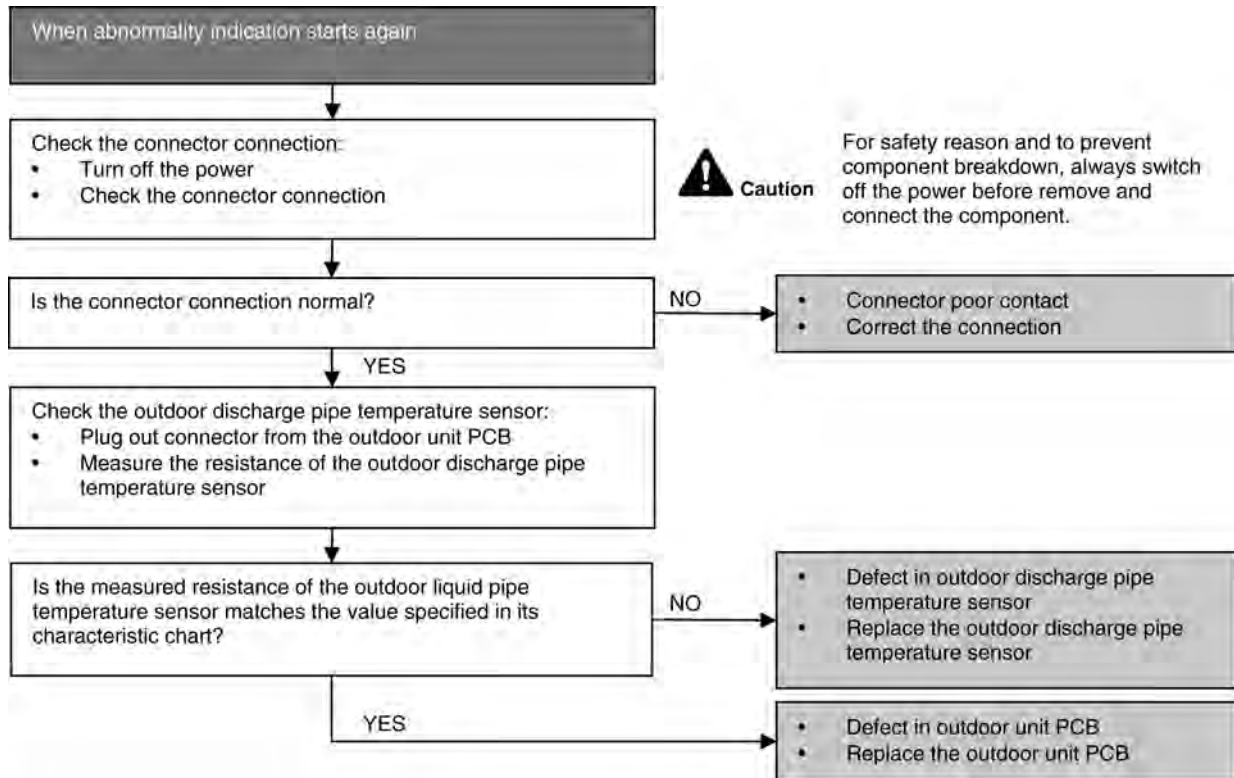 When abnormality indication starts again
Check the connector connection:
• Turn off the power
• Check the connector connection
Caution
For safety reason and to prevent
component breakdown, always switch
off the power before remove and
connect the component.
Is the connector connection normal?
NO
• Connector poor contact
• Correct the connection
YES
Check the outdoor discharge pipe temperature sensor:
• Plug out connector from the outdoor unit PCB
• Measure the resistance of the outdoor discharge pipe
temperature sensor
Is the measured resistance of the outdoor liquid pipe
temperature sensor matches the value specified in its
characteristic chart?
NO
• Defect in outdoor discharge pipe
temperature sensor
• Replace the outdoor discharge pipe
temperature sensor
YES
• Defect in outdoor unit PCB
• Replace the outdoor unit PCB